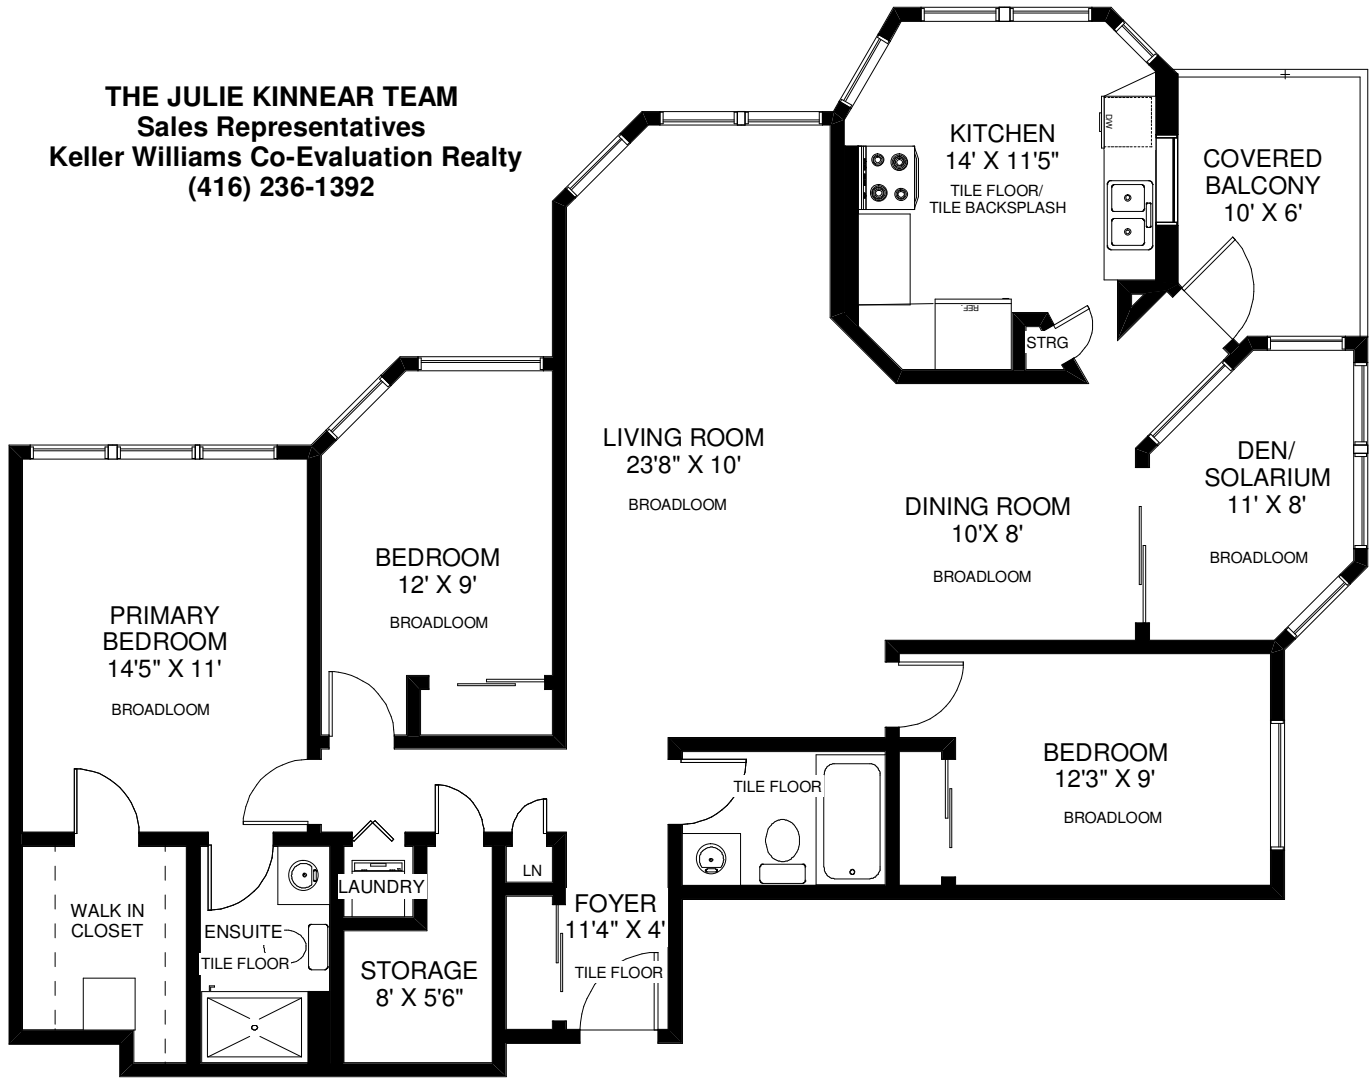 THE JULIE KINNEAR TEAM
Sales Representatives
Keller Williams Co-Evaluation Realty
(416) 236-1392
KITCHEN
14' X 11'5"
TILE FLOOR/
TILE BACKSPLASH
DW
REF.
STRG
COVERED
BALCONY
10' X 6'
LIVING ROOM
23'8" X 10'
BROADLOOM
DINING ROOM
10'X 8'
BROADLOOM
DEN/
SOLARIUM
11' X 8'
BROADLOOM
BEDROOM
12' X 9'
BROADLOOM
PRIMARY
BEDROOM
14'5" X 11'
BROADLOOM
BEDROOM
12'3" X 9'
BROADLOOM
TILE FLOOR
LN
LAUNDRY
WALK IN
CLOSET
ENSUITE
TILE FLOOR
STORAGE
8' X 5'6"
FOYER
11'4" X 4'
TILE FLOOR